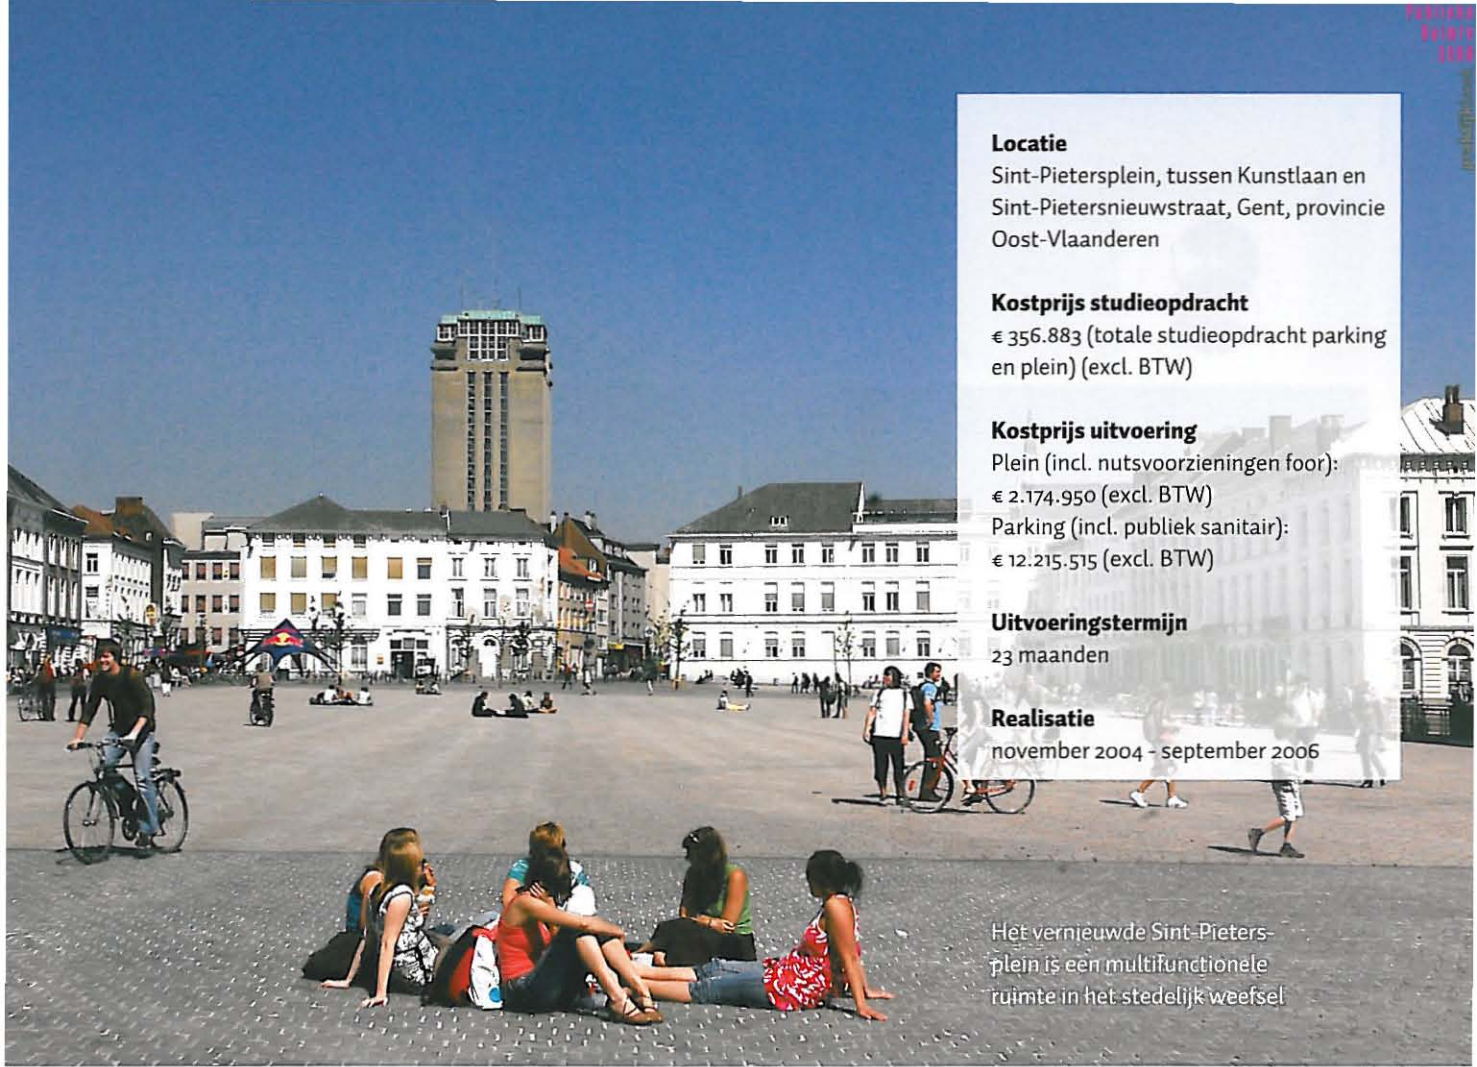 Publieke
Ruimte
2008
Locatie
Sint-Pietersplein, tussen Kunstlaan en
Sint-Pietersnieuwstraat, Gent, provincie
Oost-Vlaanderen
Kostprijs studieopdracht
€ 356.883 (totale studieopdracht parking
en plein) (excl. BTW)
Kostprijs uitvoering
Plein (incl. nutsvoorzieningen foor):
€ 2.174.950 (excl. BTW)
Parking (incl. publiek sanitair):
€ 12.215.515 (excl. BTW)
Uitvoeringstermijn
23 maanden
Realisatie
november 2004 - september 2006
Het vernieuwde Sint-Pieters-
plein is een multifunctionele
ruimte in het stedelijk weefsel